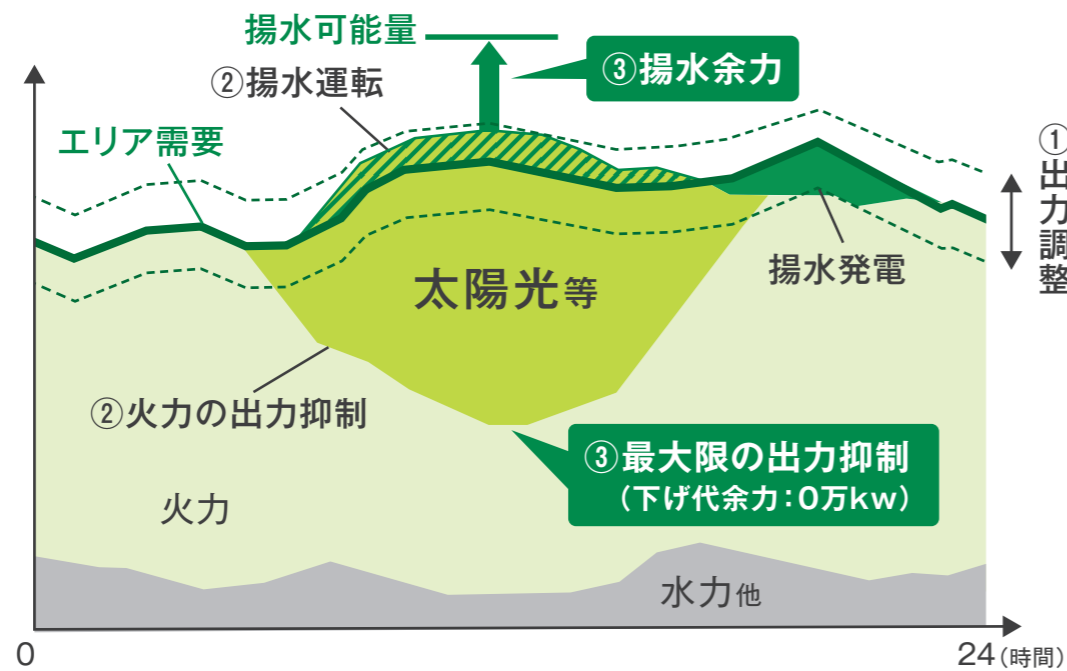 揚水可能量
②揚水運転
③揚水余力
エリア需要
①出力調整
太陽光等
揚水発電
②火力の出力抑制
③最大限の出力抑制
（下げ代余力：0万kw）
火力
水力他
0
24(時間)